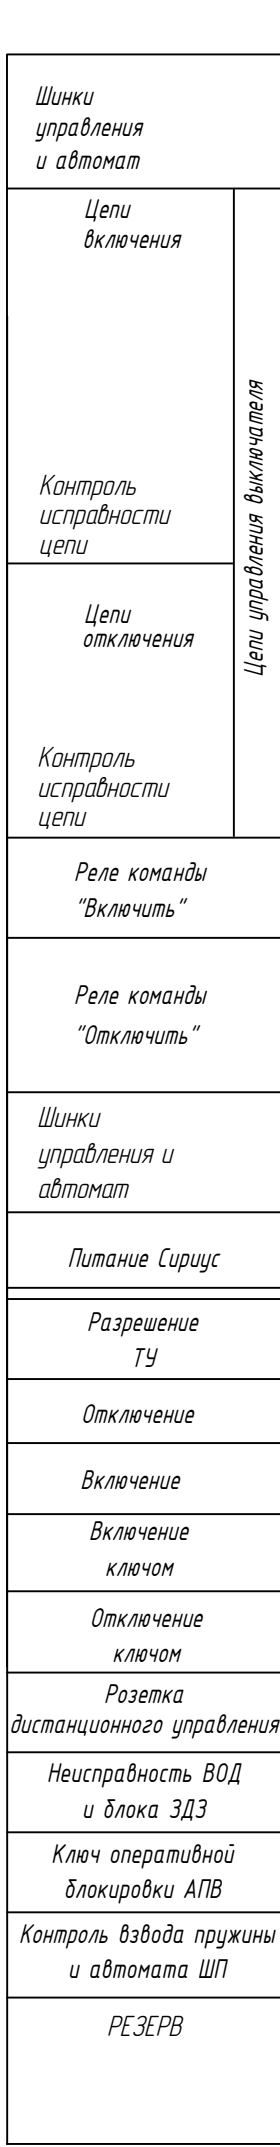 Шинки
управления
и автомат
Цепи
включения
Контроль
исправности
цепи
Цепи управления выключателя
Цепи
отключения
Контроль
исправности
цепи
Реле команды
"Включить"
Реле команды
"Отключить"
Шинки
управления и
автомат
Питание Сириус
Разрешение
ТУ
Отключение
Включение
Включение
ключом
Отключение
ключом
Розетка
дистанционного управления
Неисправность ВОД
и блока ЗДЗ
Ключ оперативной
блокировки АПВ
Контроль взвода пружины
и автомата ШП
РЕЗЕРВ